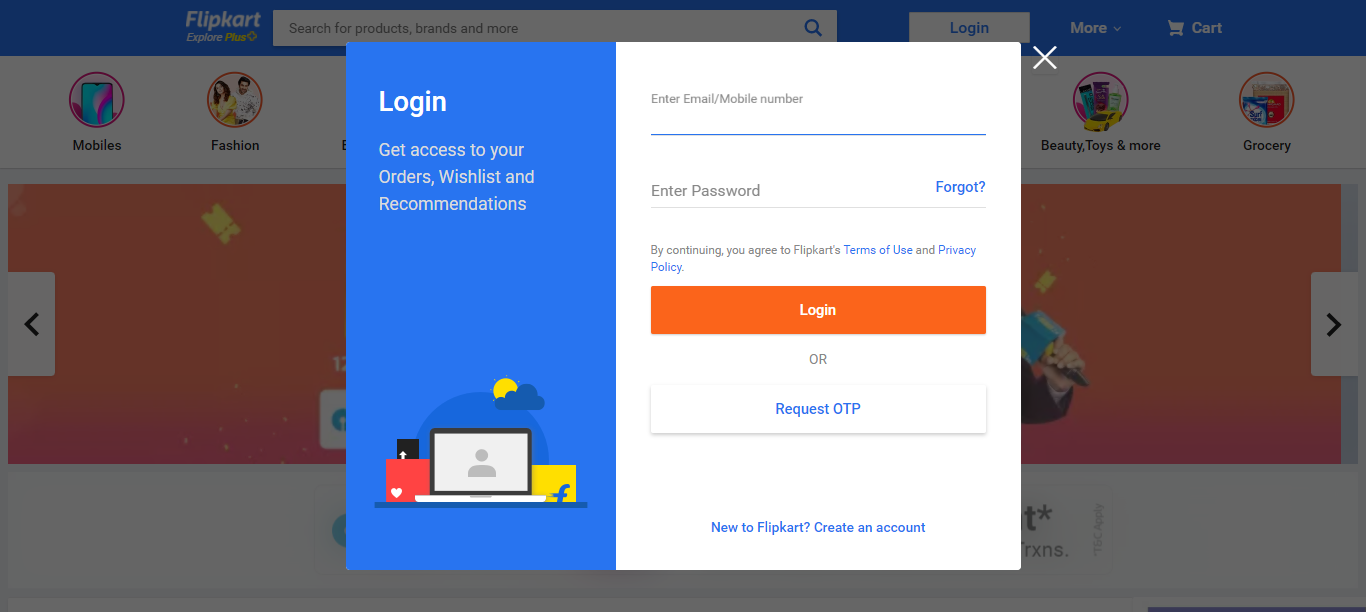 Flipkart
Explore Plus
Search for products, brands and more
Login
More
Cart
Mobiles
Fashion
Beauty,Toys & more
Grocery
Login
Get access to your
Orders, Wishlist and
Recommendations
Enter Email/Mobile number
Enter Password
Forgot?
By continuing, you agree to Flipkart's Terms of Use and Privacy
Policy.
Login
OR
Request OTP
New to Flipkart? Create an account
Trxns.
*T&C Apply